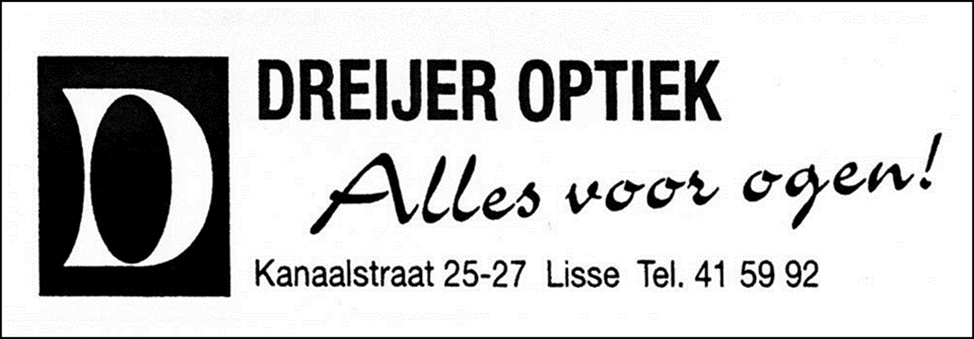 D
DREIJER OPTIEK
Alles voor ogen!
Kanaalstraat 25-27 Lisse Tel. 41 59 92